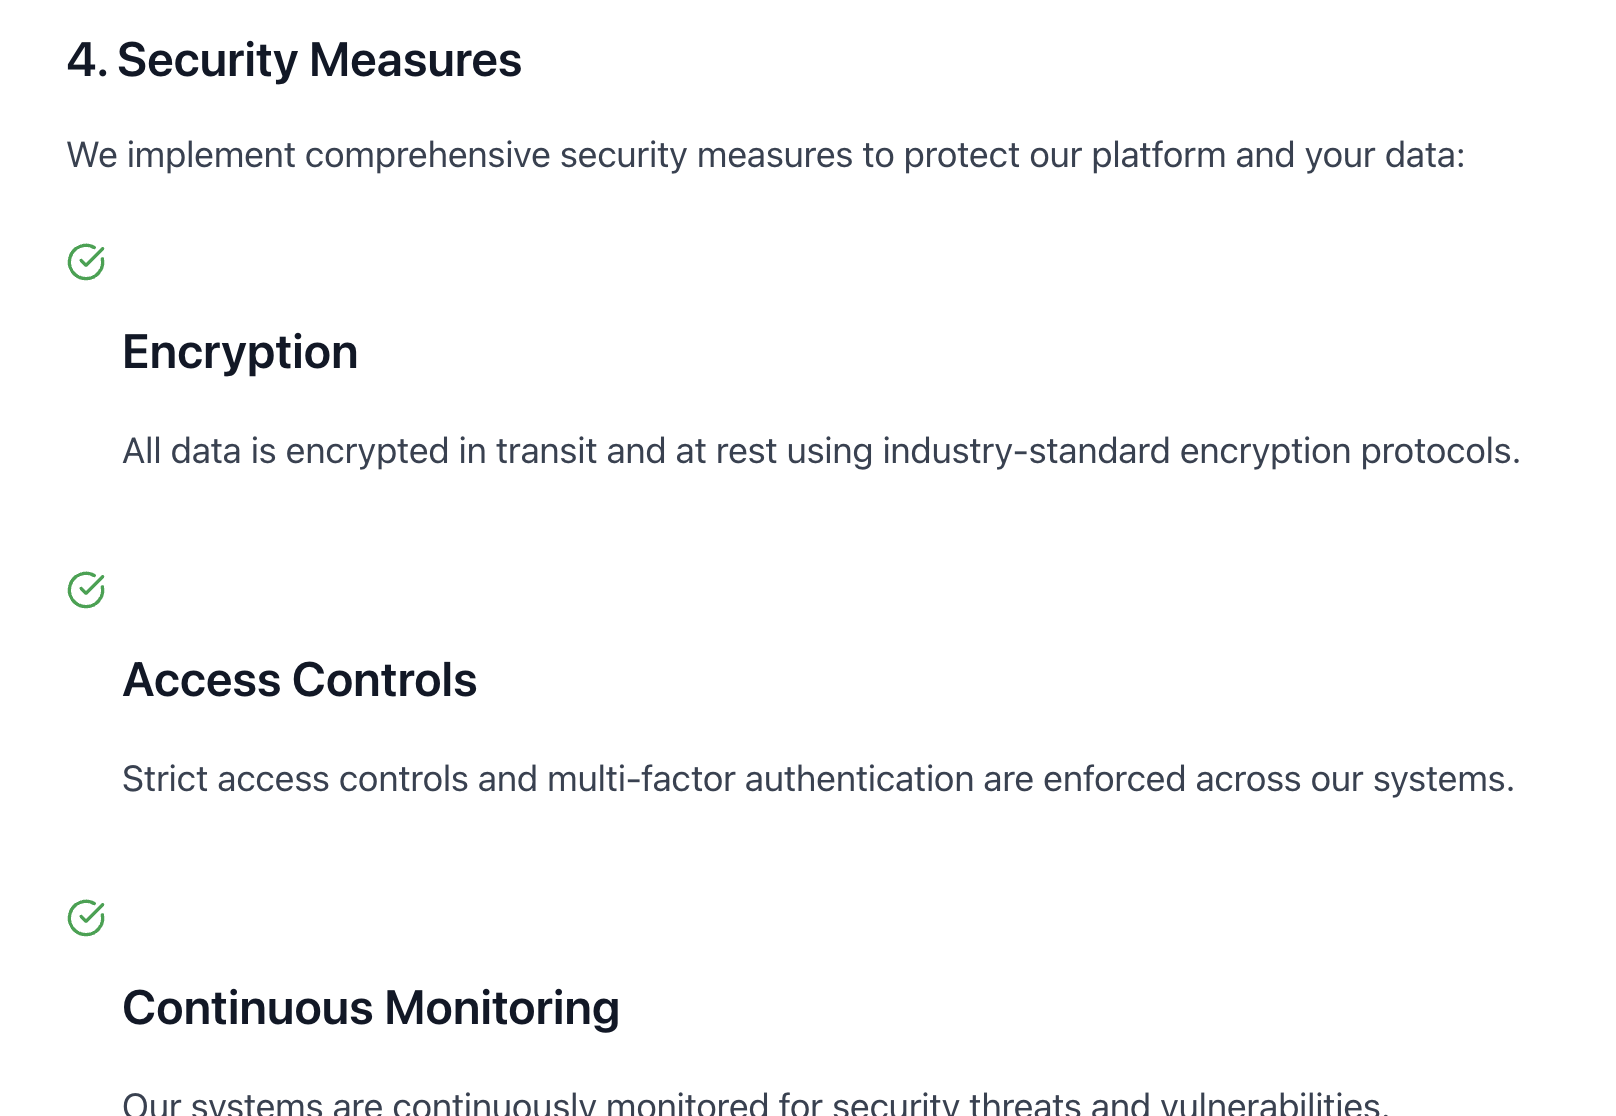 4. Security Measures
We implement comprehensive security measures to protect our platform and your data:
Encryption
All data is encrypted in transit and at rest using industry-standard encryption protocols.
Access Controls
Strict access controls and multi-factor authentication are enforced across our systems.
Continuous Monitoring
Our systems are continuously monitored for security threats and vulnerabilities.